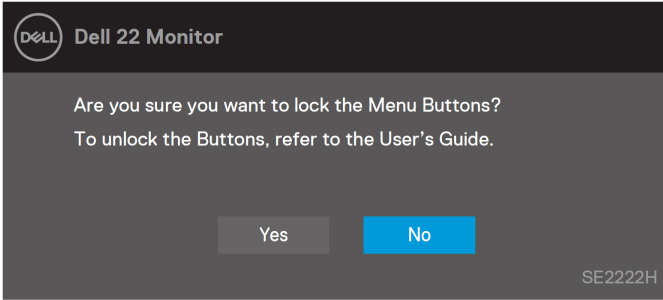 DELL Dell 22 Monitor
Are you sure you want to lock the Menu Buttons?
To unlock the Buttons, refer to the User's Guide.
Yes No
SE2222H